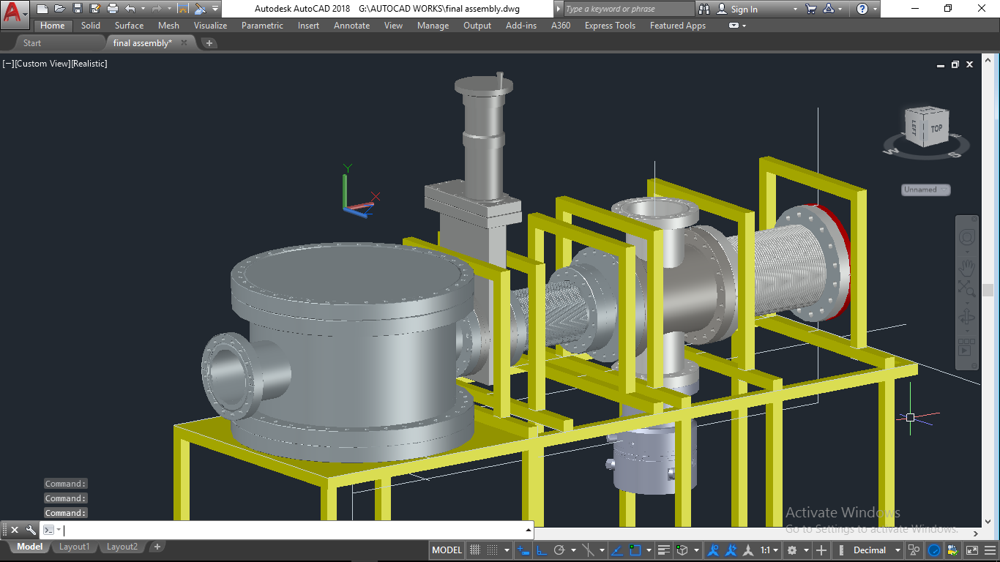 Autodesk AutoCAD 2018 G:\AUTOCAD WORKS\final assembly.dwg
Type a keyword or phrase
Sign In
Home Solid Surface Mesh Visualize Parametric Insert Annotate View Manage Output Add-ins A360 Express Tools Featured Apps
Start
final assembly*
[−][Custom View][Realistic]
Y
X
LEFT
TOP
W
S
Unnamed
Command:
Command:
Command:
Activate Windows
Go to Settings to activate Windows.
Model Layout1 Layout2 +
MODEL
1:1
Decimal